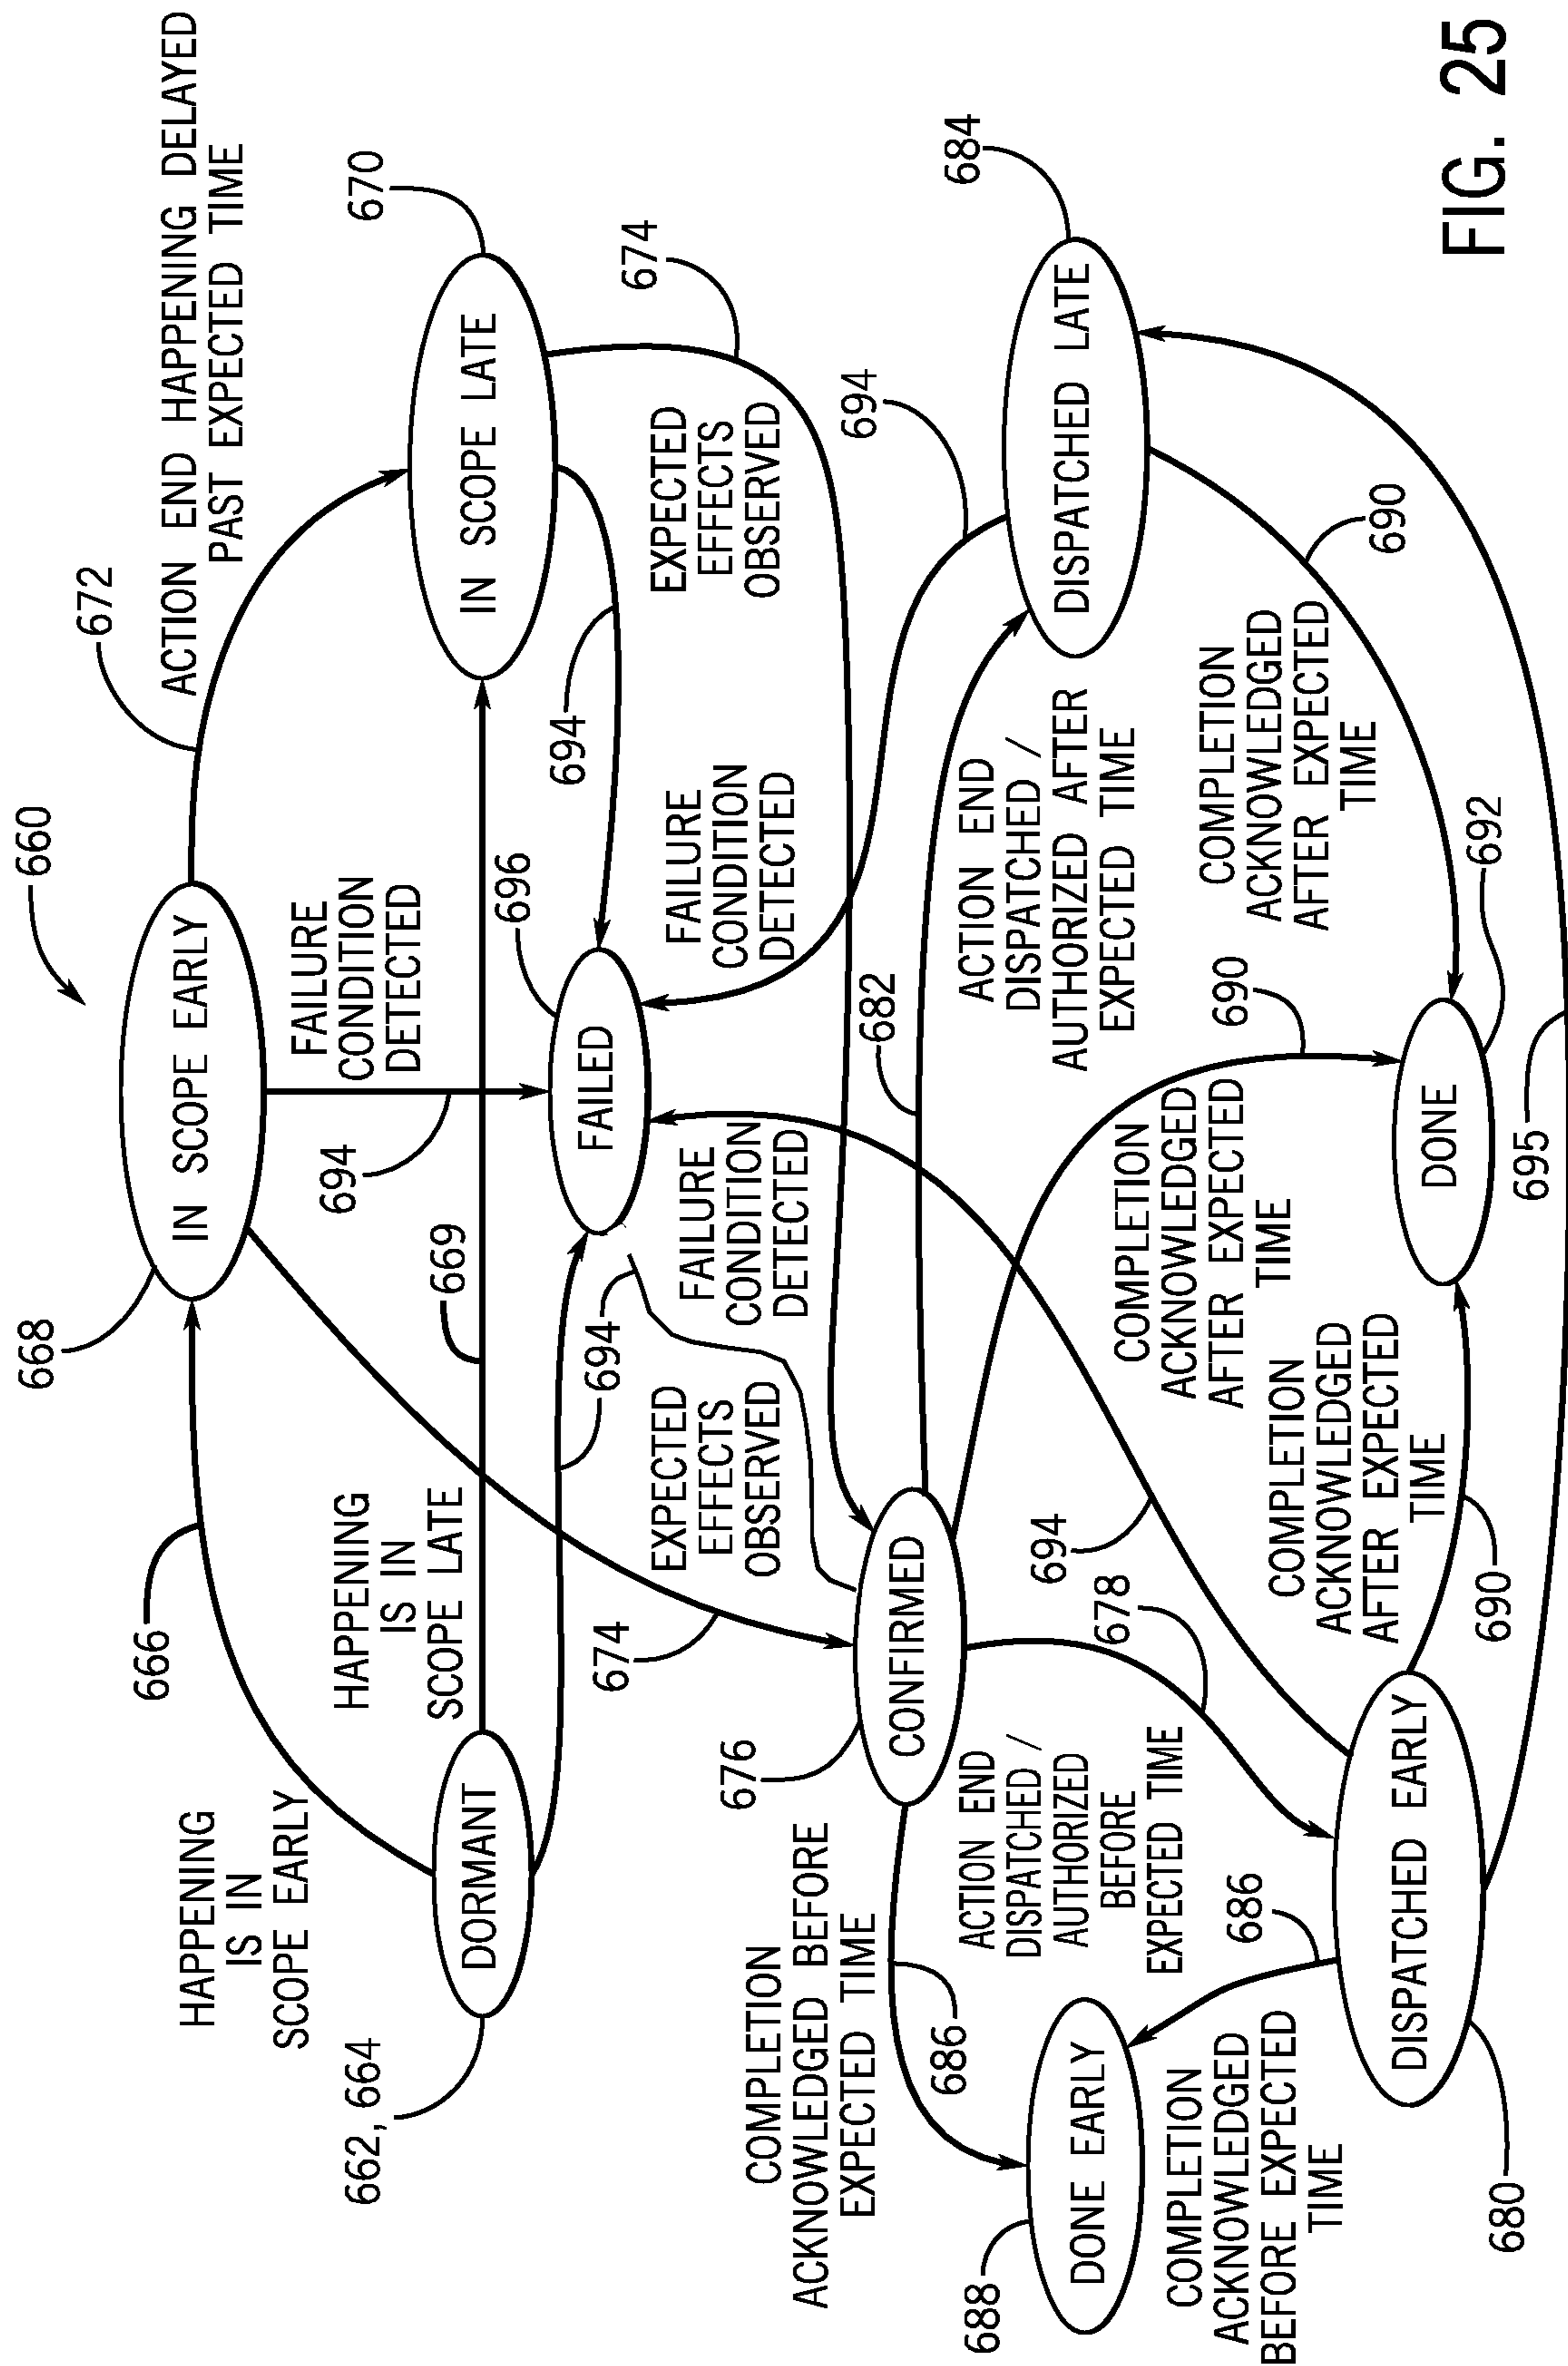 660
668
IN SCOPE EARLY
672
ACTION END HAPPENING DELAYED
PAST EXPECTED TIME
666
HAPPENING
IS IN
SCOPE EARLY
FAILURE
CONDITION
DETECTED
694
670
IN SCOPE LATE
662, 664
DORMANT
HAPPENING
IS IN
SCOPE LATE
669
696
FAILED
694
694
674
EXPECTED
EFFECTS
OBSERVED
674
EXPECTED
EFFECTS
OBSERVED
FAILURE
CONDITION
DETECTED
FAILURE
CONDITION
DETECTED
694
676
CONFIRMED
682
684
DISPATCHED LATE
COMPLETION
ACKNOWLEDGED BEFORE
EXPECTED TIME
686
ACTION END
DISPATCHED /
AUTHORIZED
BEFORE
EXPECTED TIME
678
694
ACTION END
DISPATCHED /
AUTHORIZED AFTER
EXPECTED TIME
688
DONE EARLY
686
COMPLETION
ACKNOWLEDGED
BEFORE EXPECTED
TIME
COMPLETION
ACKNOWLEDGED
AFTER EXPECTED
TIME
690
COMPLETION
ACKNOWLEDGED
AFTER EXPECTED
TIME
690
680
DISPATCHED EARLY
COMPLETION
ACKNOWLEDGED
AFTER EXPECTED
TIME
690
DONE
692
695
FIG. 25